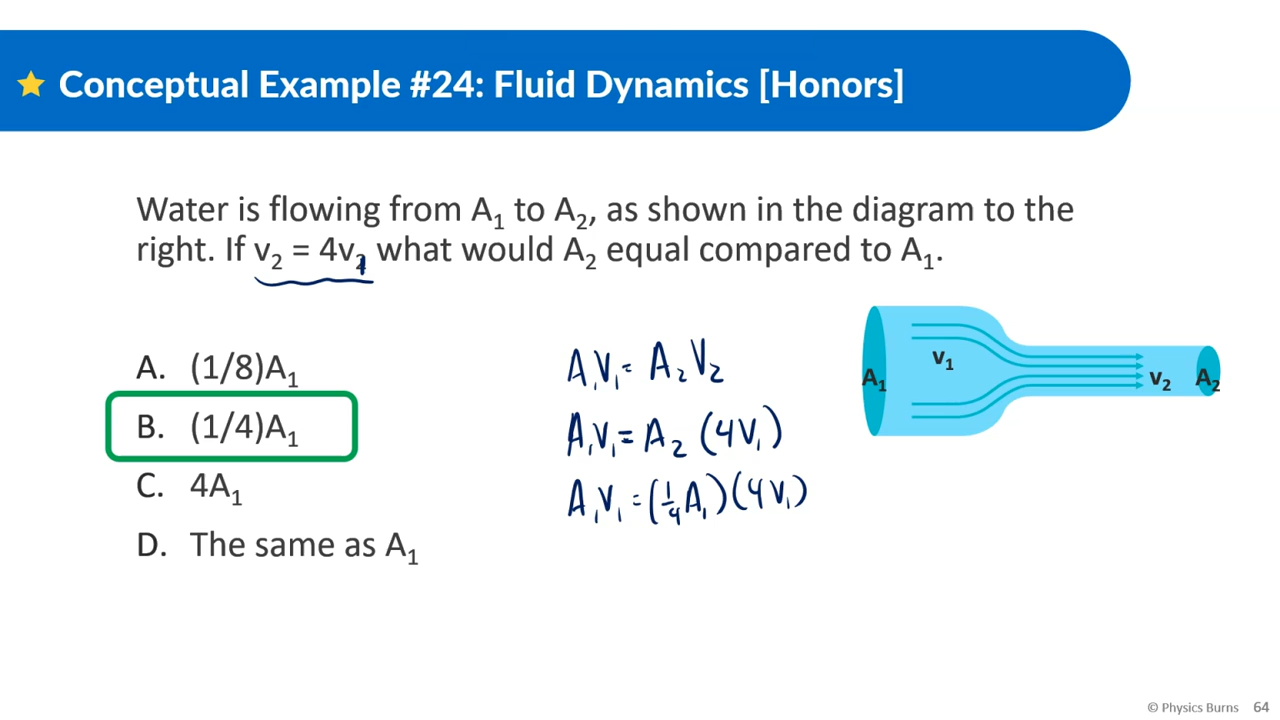 Conceptual Example #24: Fluid Dynamics [Honors]
Water is flowing from A₁ to A₂, as shown in the diagram to the
right. If v₂ = 4v₁ what would A₂ equal compared to A₁.
A. (1/8)A₁
B. (1/4)A₁
C. 4A₁
D. The same as A₁
A₁V₁ = A₂V₂
A₁V₁ = A₂ (4V₁)
A₁V₁ = (¼A₁)(4V₁)
A₁
v₁
v₂
A₂
© Physics Burns 64